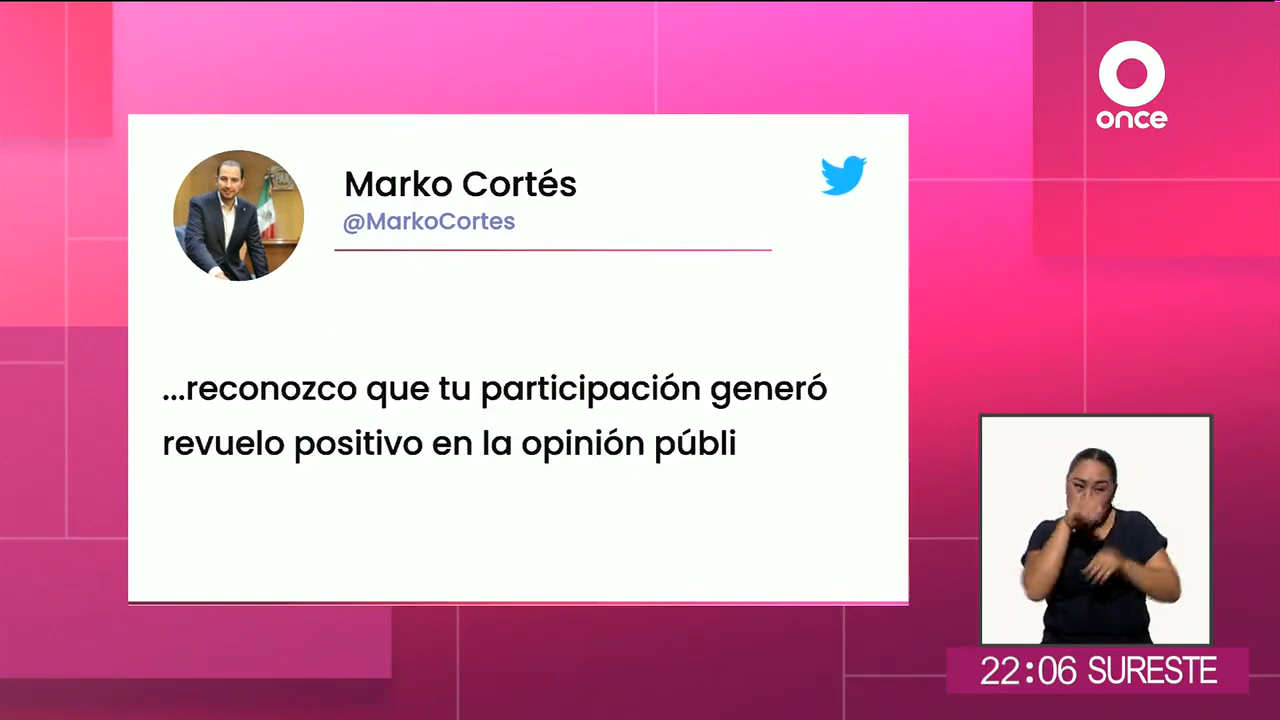 once
Marko Cortés
@MarkoCortes
...reconozco que tu participación generó
revuelo positivo en la opinión públi
22:06 SURESTE